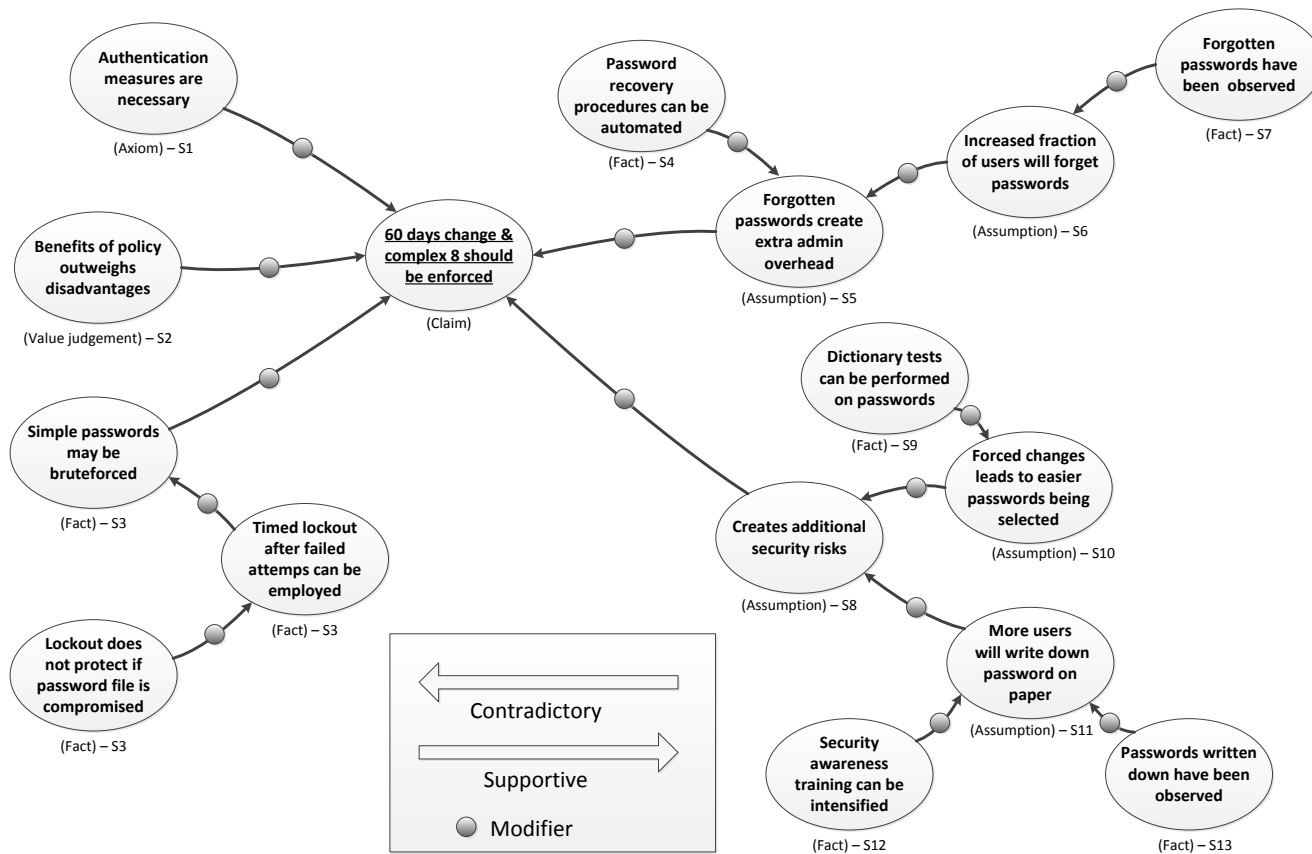 Authentication
measures are
necessary
(Axiom) – S1
Benefits of policy
outweighs
disadvantages
(Value judgement) – S2
Simple passwords
may be
bruteforced
(Fact) – S3
Timed lockout
after failed
attemps can be
employed
(Fact) – S3
Lockout does
not protect if
password file is
compromised
(Fact) – S3
60 days change &
complex 8 should
be enforced
(Claim)
Password
recovery
procedures can be
automated
(Fact) – S4
Forgotten
passwords create
extra admin
overhead
(Assumption) – S5
Increased fraction
of users will forget
passwords
(Assumption) – S6
Forgotten
passwords have
been observed
(Fact) – S7
Dictionary tests
can be performed
on passwords
(Fact) – S9
Forced changes
leads to easier
passwords being
selected
(Assumption) – S10
Creates additional
security risks
(Assumption) – S8
More users
will write down
password on
paper
(Assumption) – S11
Security
awareness
training can be
intensified
(Fact) – S12
Passwords written
down have been
observed
(Fact) – S13
Contradictory
Supportive
Modifier